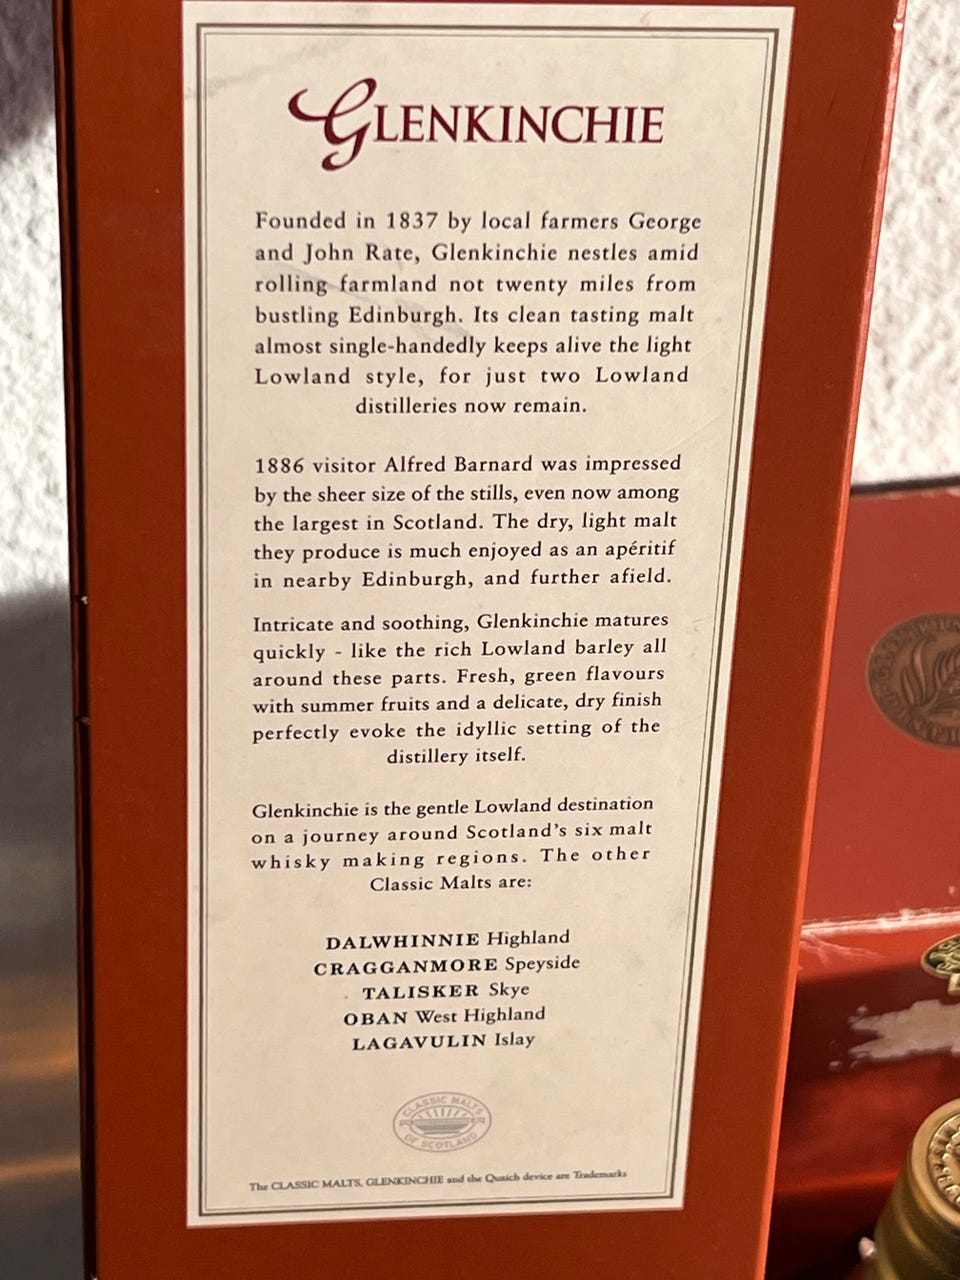 GLENKINCHIE
Founded in 1837 by local farmers George
and John Rate, Glenkinchie nestles amid
rolling farmland not twenty miles from
bustling Edinburgh. Its clean tasting malt
almost single-handedly keeps alive the light
Lowland style, for just two Lowland
distilleries now remain.
1886 visitor Alfred Barnard was impressed
by the sheer size of the stills, even now among
the largest in Scotland. The dry, light malt
they produce is much enjoyed as an apéritif
in nearby Edinburgh, and further afield.
Intricate and soothing, Glenkinchie matures
quickly - like the rich Lowland barley all
around these parts. Fresh, green flavours
with summer fruits and a delicate, dry finish
perfectly evoke the idyllic setting of the
distillery itself.
Glenkinchie is the gentle Lowland destination
on a journey around Scotland's six malt
whisky making regions. The other
Classic Malts are:
DALWHINNIE Highland
CRAGGANMORE Speyside
TALISKER Skye
OBAN West Highland
LAGAVULIN Islay
CLASSIC MALTS
OF SCOTLAND
The CLASSIC MALTS, GLENKINCHIE and the Quaich device are Trademarks